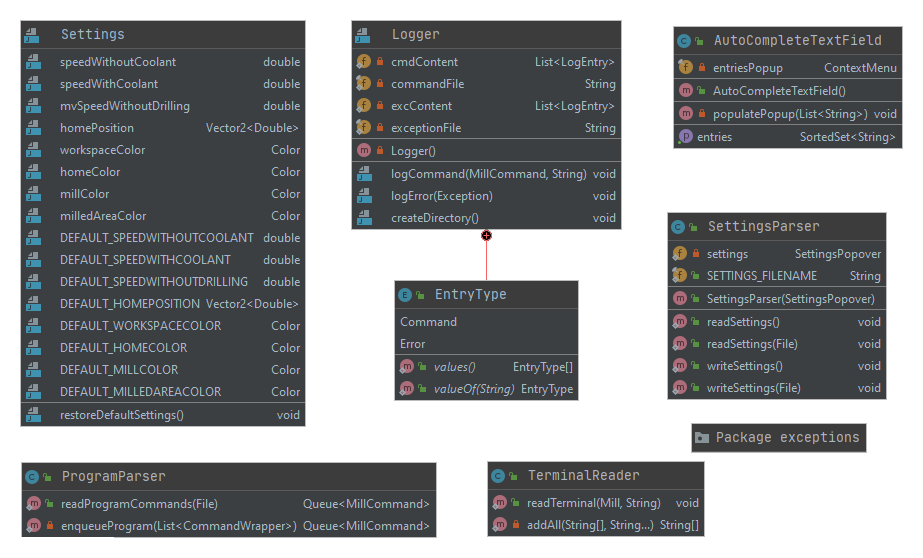 Settings
speedWithoutCoolant double
speedWithCoolant double
mvSpeedWithoutDrilling double
homePosition Vector2<Double>
workspaceColor Color
homeColor Color
millColor Color
milledAreaColor Color
DEFAULT_SPEEDWITHOUTCOOLANT double
DEFAULT_SPEEDWITHCOOLANT double
DEFAULT_SPEEDWITHOUTDRILLING double
DEFAULT_HOMEPOSITION Vector2<Double>
DEFAULT_WORKSPACECOLOR Color
DEFAULT_HOMECOLOR Color
DEFAULT_MILLCOLOR Color
DEFAULT_MILLEDAREACOLOR Color
restoreDefaultSettings() void
Logger
cmdContent List<LogEntry>
commandFile String
excContent List<LogEntry>
exceptionFile String
Logger()
logCommand(MillCommand, String) void
logError(Exception) void
createDirectory() void
EntryType
Command
Error
values() EntryType[]
valueOf(String) EntryType
AutoCompleteTextField
entriesPopup ContextMenu
AutoCompleteTextField()
populatePopup(List<String>) void
entries SortedSet<String>
SettingsParser
settings SettingsPopover
SETTINGS_FILENAME String
SettingsParser(SettingsPopover)
readSettings() void
readSettings(File) void
writeSettings() void
writeSettings(File) void
Package exceptions
ProgramParser
readProgramCommands(File) Queue<MillCommand>
enqueueProgram(List<CommandWrapper>) Queue<MillCommand>
TerminalReader
readTerminal(Mill, String) void
addAll(String[], String...) String[]